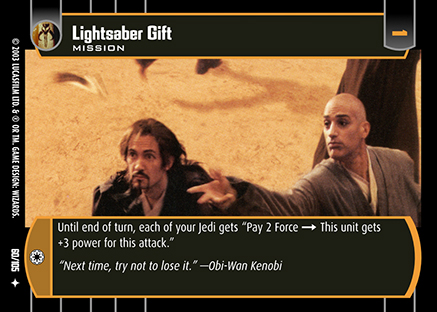 Lightsaber Gift
MISSION
1
Until end of turn, each of your Jedi gets “Pay 2 Force → This unit gets
+3 power for this attack.”
“Next time, try not to lose it.” —Obi-Wan Kenobi
© 2003 LUCASFILM LTD. & ® OR TM. GAME DESIGN: WIZARDS.
60/105